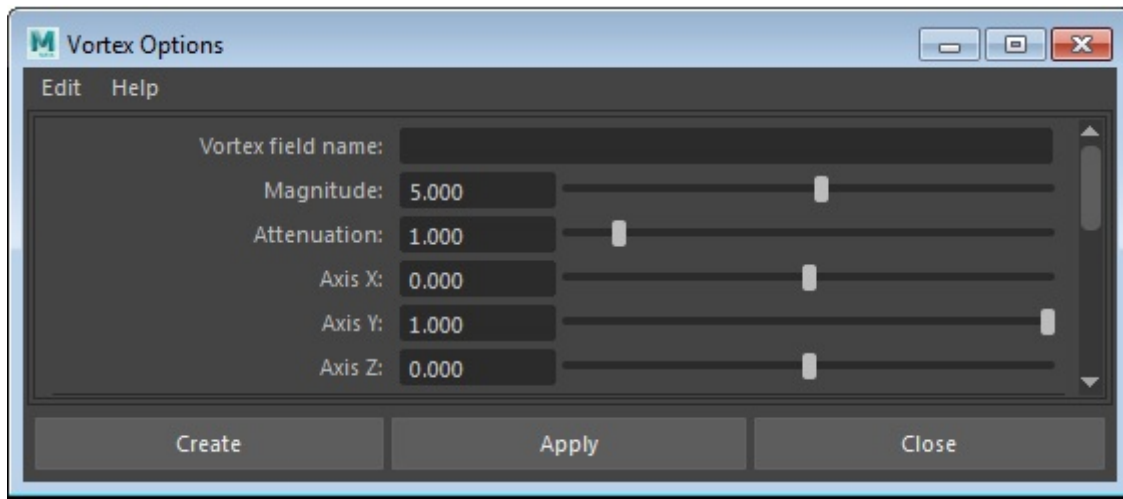 M Vortex Options
Edit Help
Vortex field name:
Magnitude: 5.000
Attenuation: 1.000
Axis X: 0.000
Axis Y: 1.000
Axis Z: 0.000
Create Apply Close